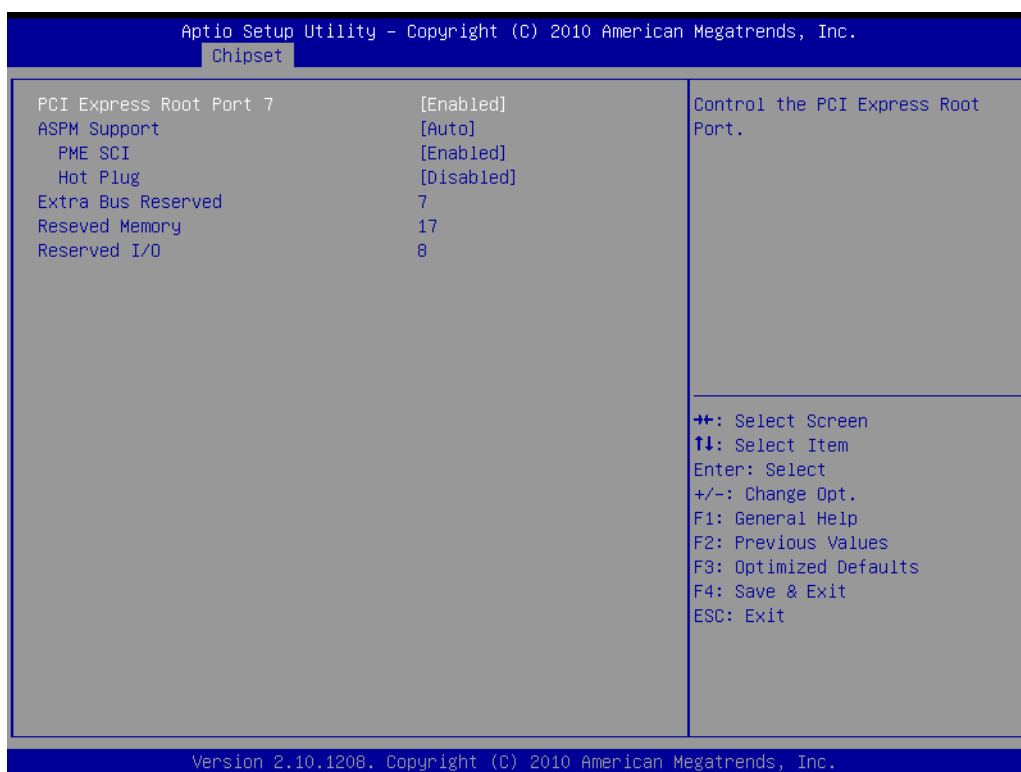 Aptio Setup Utility – Copyright (C) 2010 American Megatrends, Inc.
Chipset
PCI Express Root Port 7 [Enabled]
ASPM Support [Auto]
PME SCI [Enabled]
Hot Plug [Disabled]
Extra Bus Reserved 7
Reseved Memory 17
Reserved I/O 8
Control the PCI Express Root
Port.
→←: Select Screen
↑↓: Select Item
Enter: Select
+/-: Change Opt.
F1: General Help
F2: Previous Values
F3: Optimized Defaults
F4: Save & Exit
ESC: Exit
Version 2.10.1208. Copyright (C) 2010 American Megatrends, Inc.